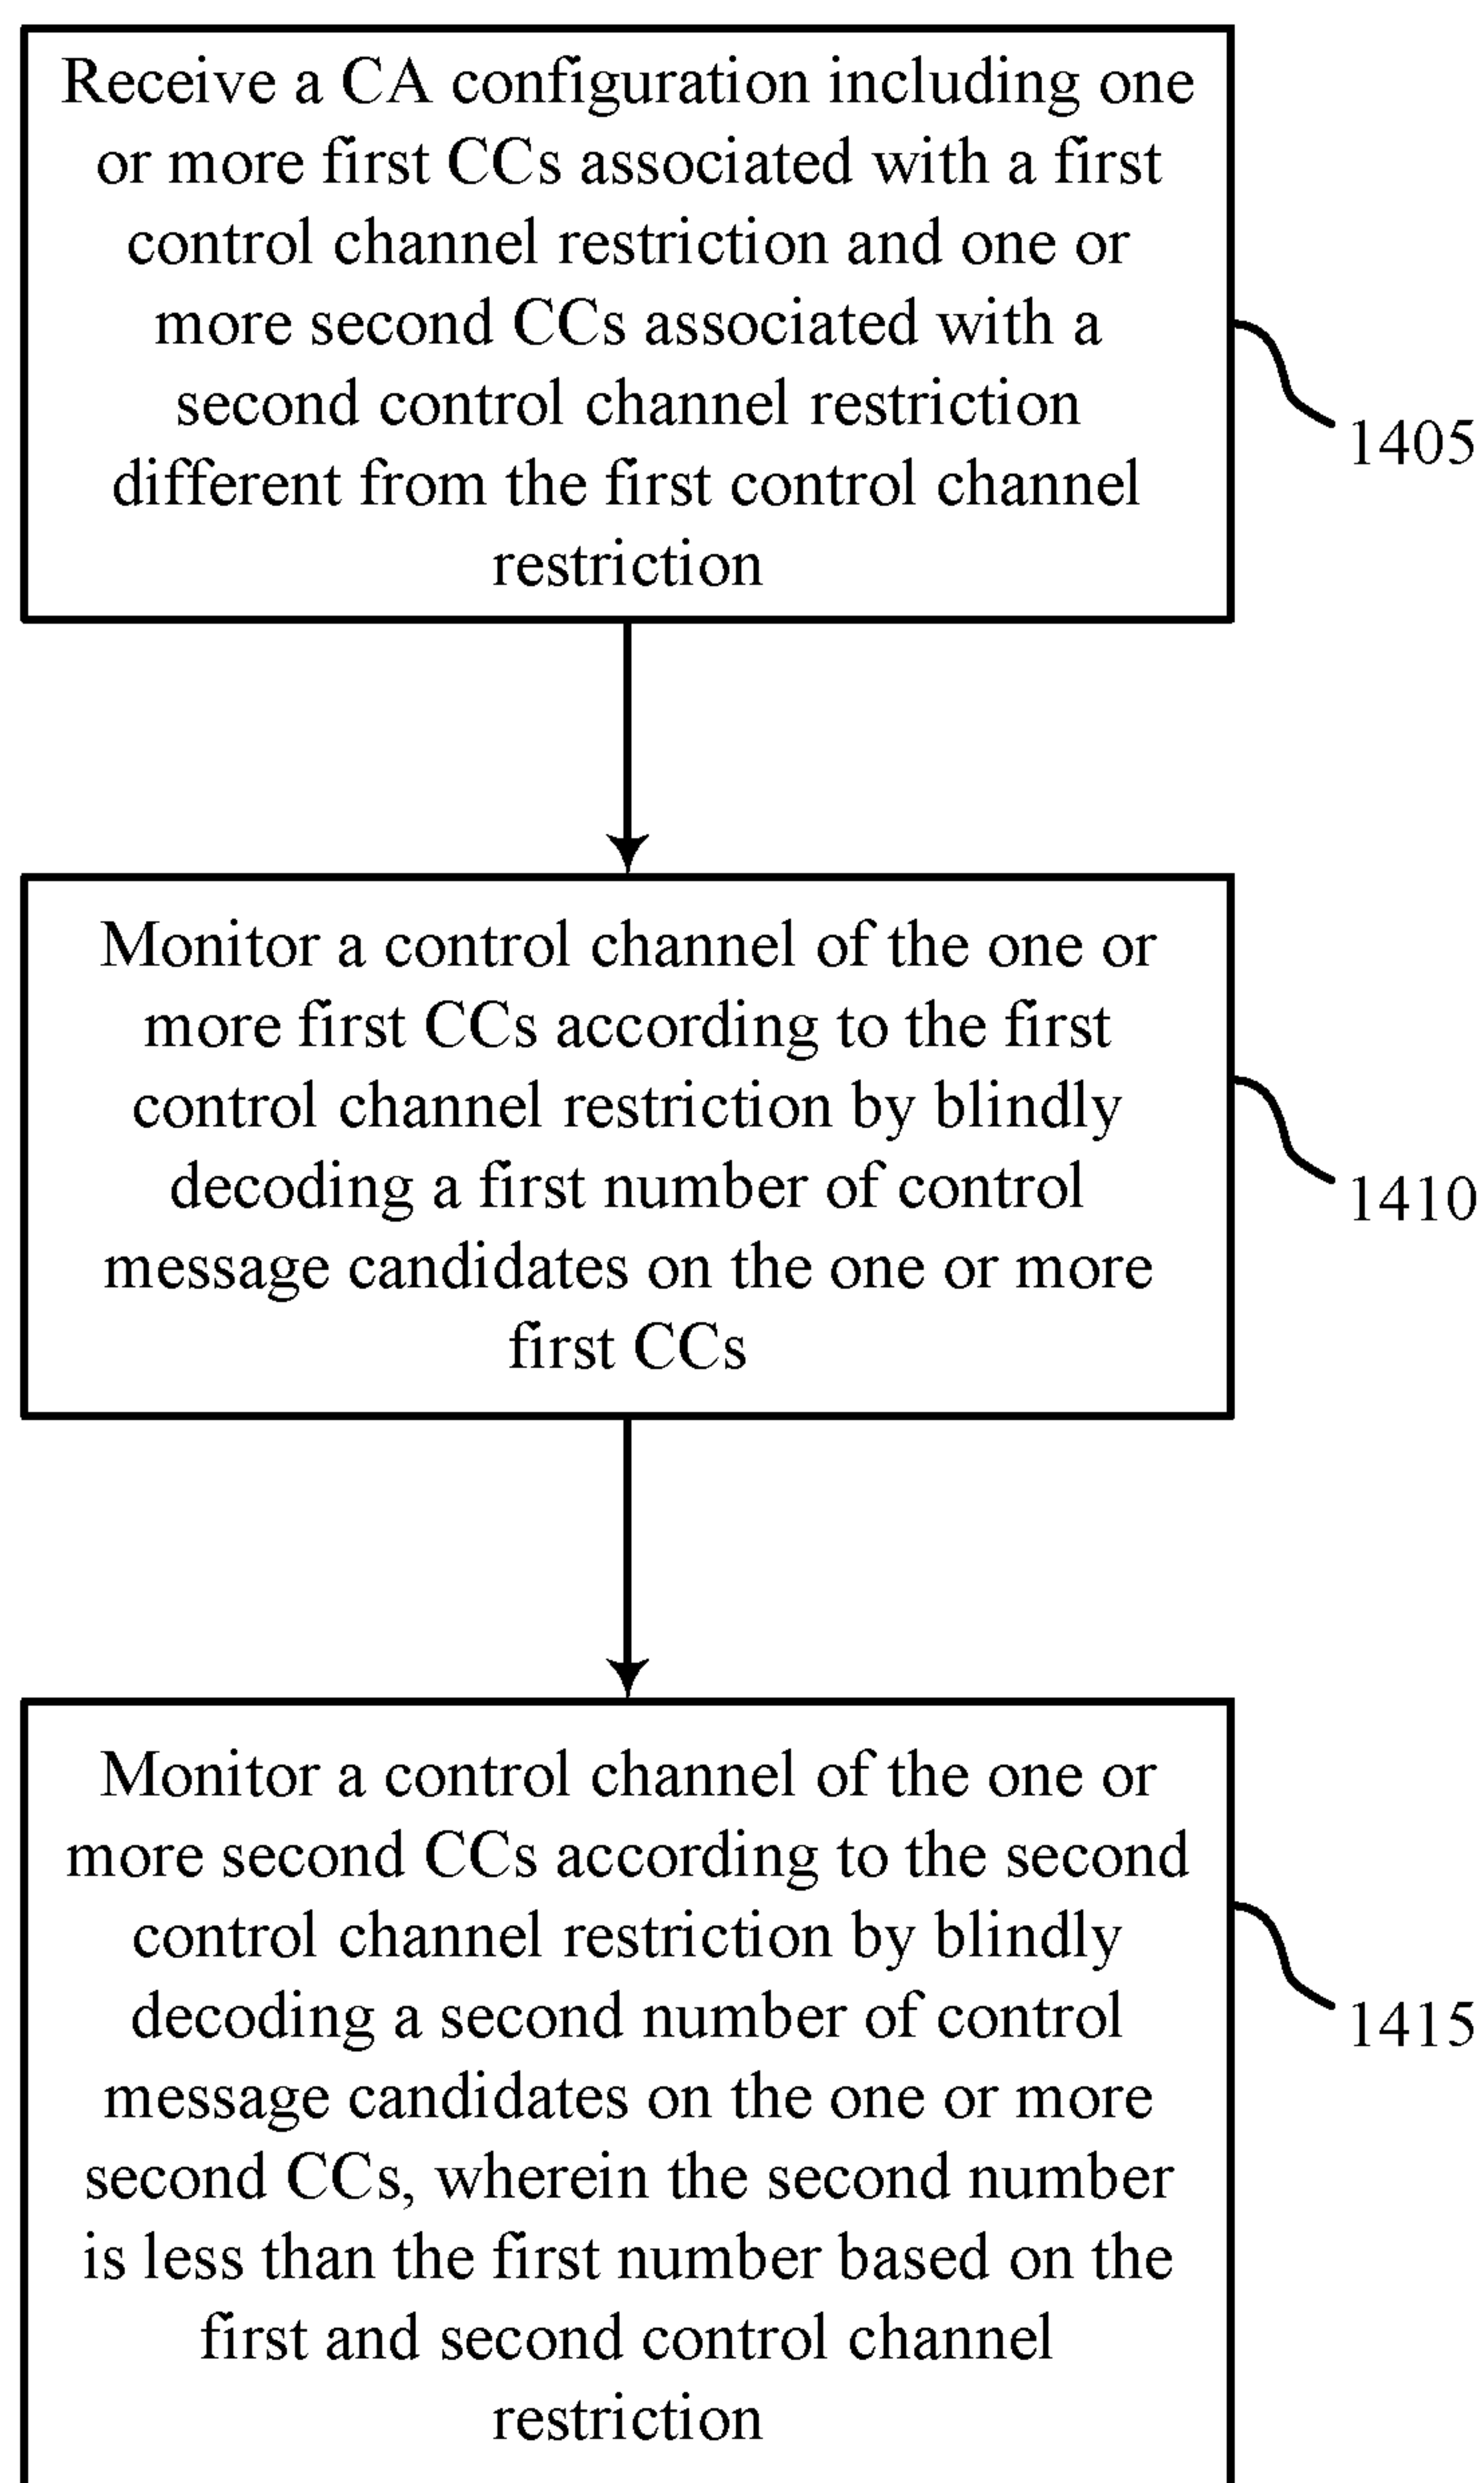 Receive a CA configuration including one
or more first CCs associated with a first
control channel restriction and one or
more second CCs associated with a
second control channel restriction
different from the first control channel
restriction
1405
Monitor a control channel of the one or
more first CCs according to the first
control channel restriction by blindly
decoding a first number of control
message candidates on the one or more
first CCs
1410
Monitor a control channel of the one or
more second CCs according to the second
control channel restriction by blindly
decoding a second number of control
message candidates on the one or more
second CCs, wherein the second number
is less than the first number based on the
first and second control channel
restriction
1415